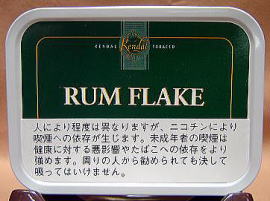 KENDAL TOBACCO
Kendal
RUM FLAKE
人により程度は異なりますが、ニコチンにより
喫煙への依存が生じます。未成年者の喫煙は
健康に対する悪影響やたばこへの依存をより
強めます。周りの人から勧められても決して
吸ってはいけません。